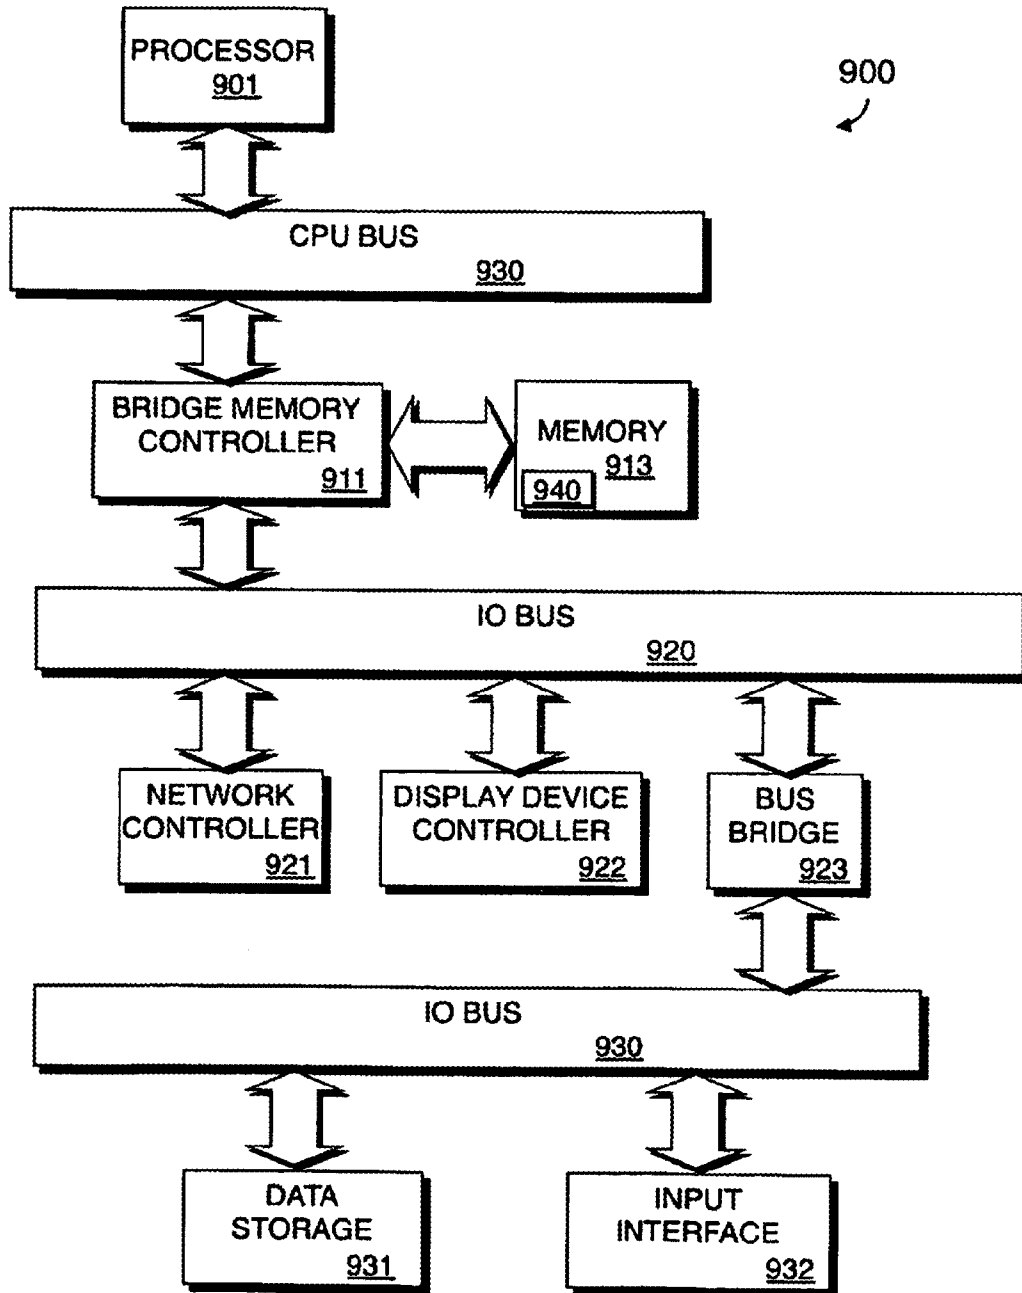 PROCESSOR
901
900
CPU BUS
930
BRIDGE MEMORY
CONTROLLER
911
MEMORY
913
940
IO BUS
920
NETWORK
CONTROLLER
921
DISPLAY DEVICE
CONTROLLER
922
BUS
BRIDGE
923
IO BUS
930
DATA
STORAGE
931
INPUT
INTERFACE
932